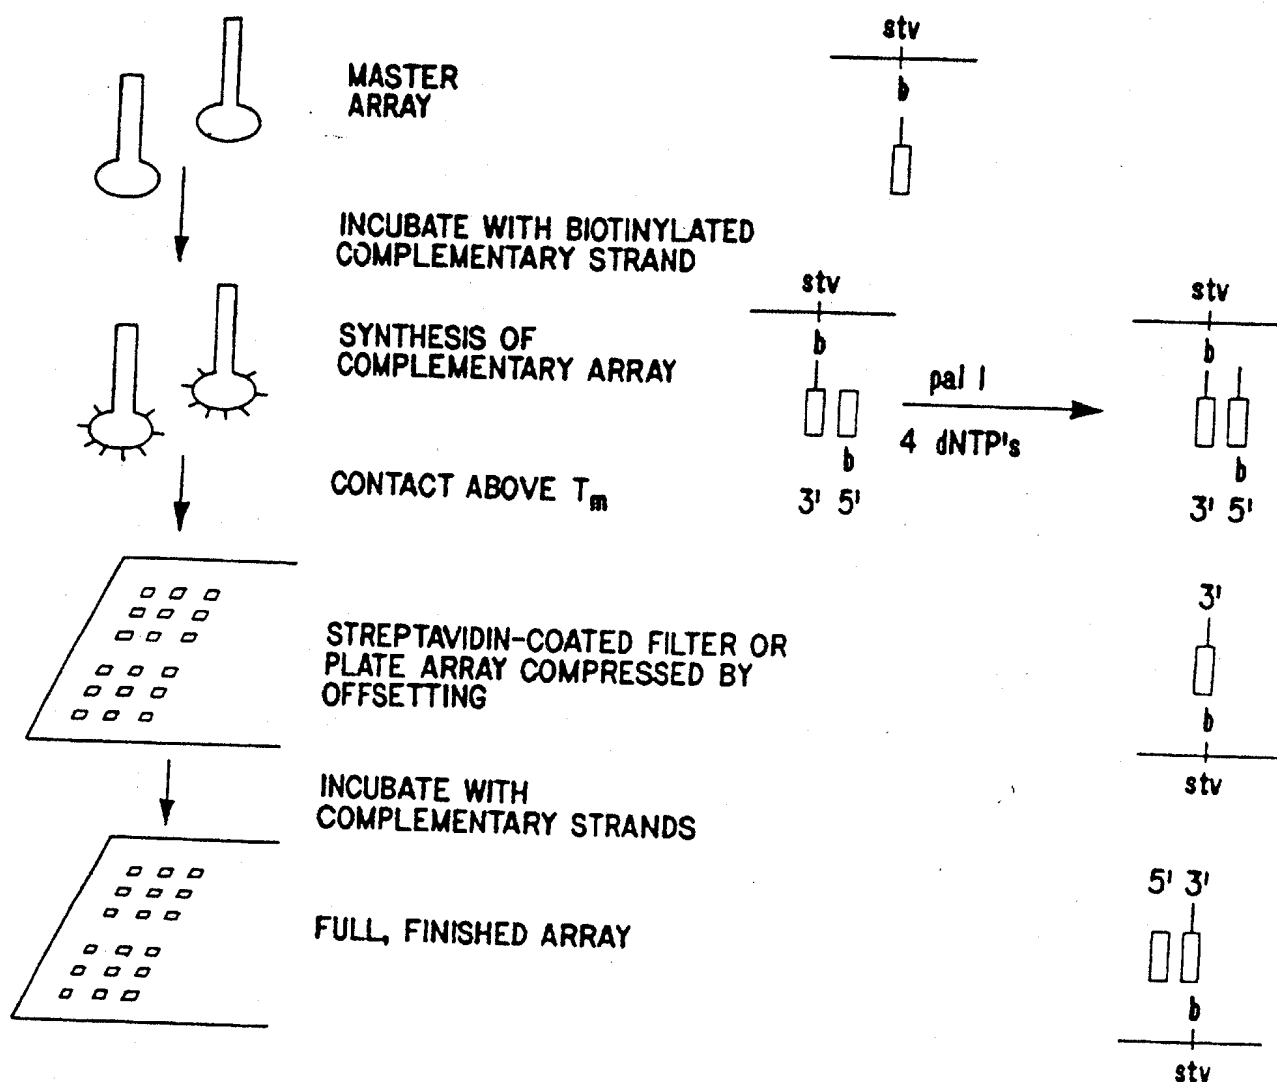 stv
MASTER
ARRAY
b
INCUBATE WITH BIOTINYLATED
COMPLEMENTARY STRAND
stv
stv
SYNTHESIS OF
COMPLEMENTARY ARRAY
b
b
pal I
4 dNTP's
b
b
CONTACT ABOVE Tm
3' 5'
3' 5'
3'
STREPTAVIDIN-COATED FILTER OR
PLATE ARRAY COMPRESSED BY
OFFSETTING
b
stv
INCUBATE WITH
COMPLEMENTARY STRANDS
5' 3'
FULL, FINISHED ARRAY
b
stv